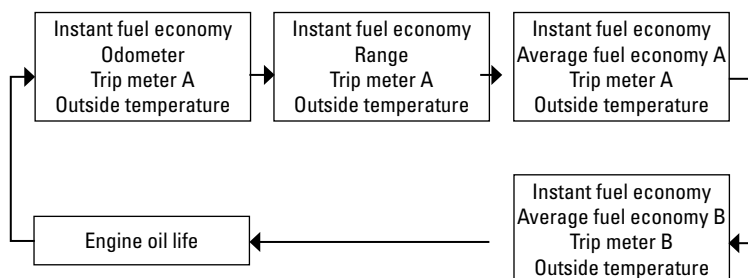 Instant fuel economy
Odometer
Trip meter A
Outside temperature
Instant fuel economy
Range
Trip meter A
Outside temperature
Instant fuel economy
Average fuel economy A
Trip meter A
Outside temperature
Instant fuel economy
Average fuel economy B
Trip meter B
Outside temperature
Engine oil life